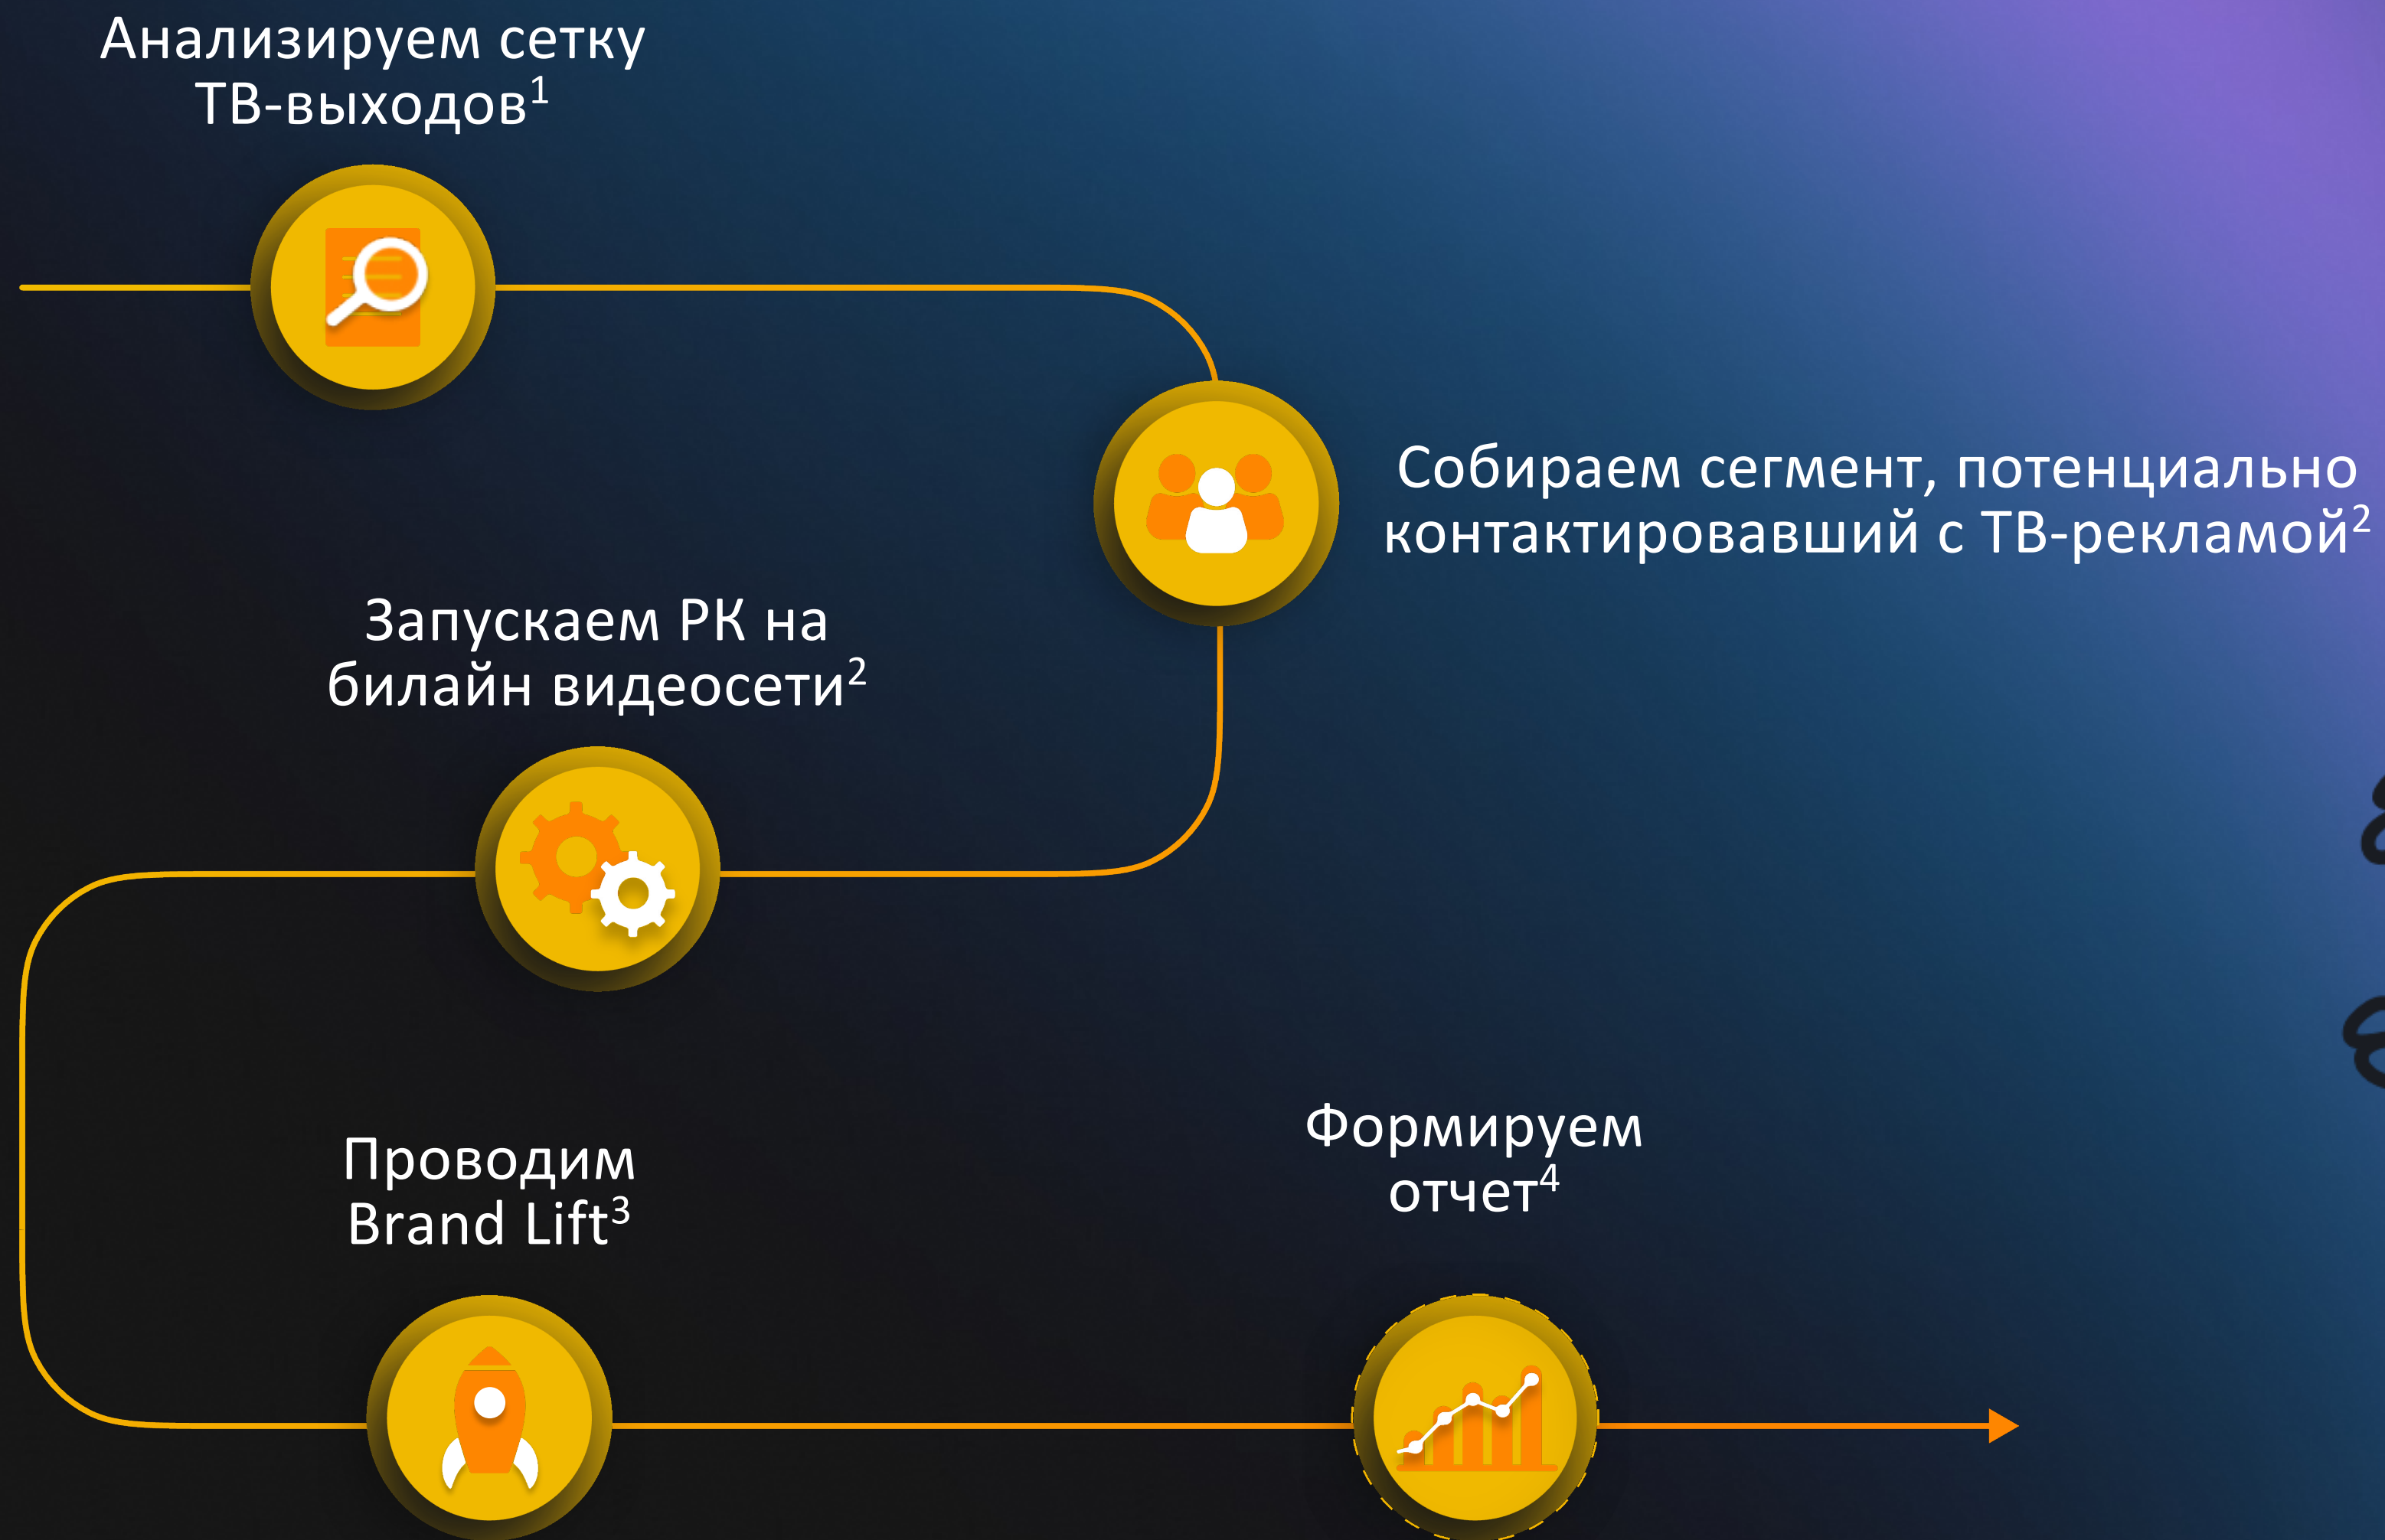 Анализируем сетку
ТВ-выходов¹
Собираем сегмент, потенциально
контактировавший с ТВ-рекламой²
Запускаем РК на
билайн видеосети²
Проводим
Brand Lift³
Формируем
отчет⁴